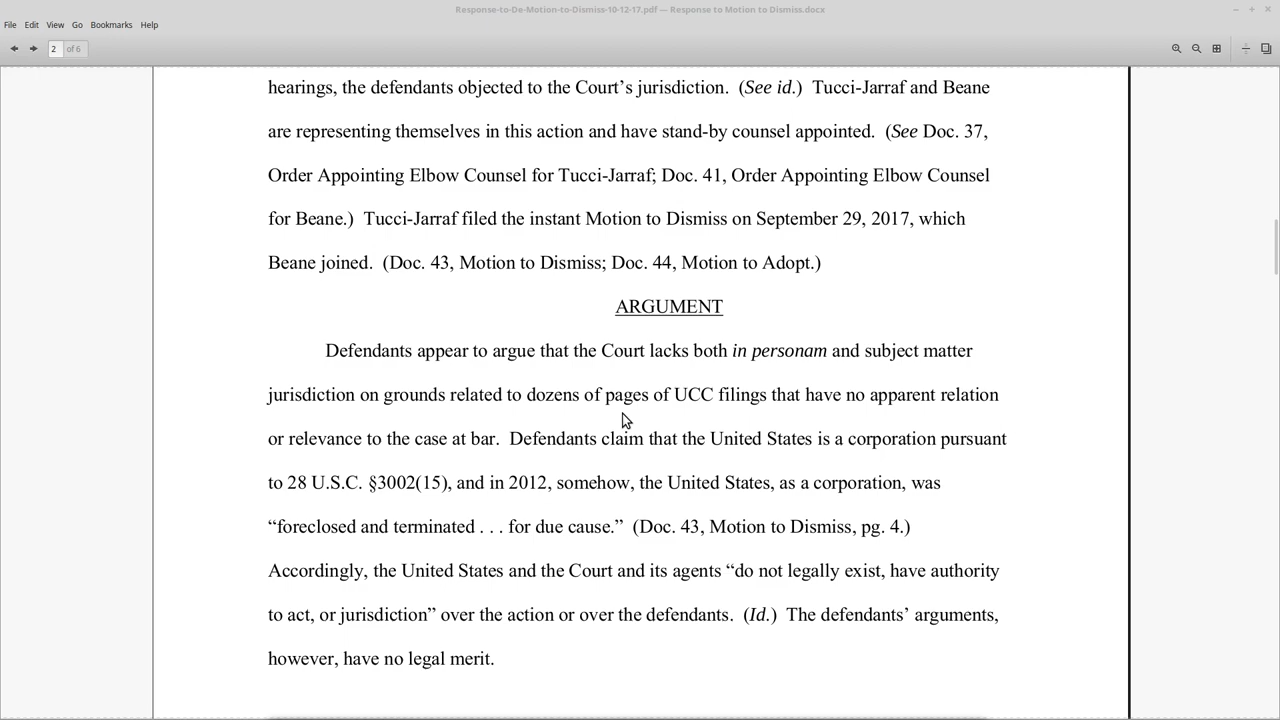 Response-to-De-Motion-to-Dismiss-10-12-17.pdf — Response to Motion to Dismiss.docx
File Edit View Go Bookmarks Help
2 of 6
hearings, the defendants objected to the Court’s jurisdiction. (See id.) Tucci-Jarraf and Beane
are representing themselves in this action and have stand-by counsel appointed. (See Doc. 37,
Order Appointing Elbow Counsel for Tucci-Jarraf; Doc. 41, Order Appointing Elbow Counsel
for Beane.) Tucci-Jarraf filed the instant Motion to Dismiss on September 29, 2017, which
Beane joined. (Doc. 43, Motion to Dismiss; Doc. 44, Motion to Adopt.)
ARGUMENT
Defendants appear to argue that the Court lacks both in personam and subject matter
jurisdiction on grounds related to dozens of pages of UCC filings that have no apparent relation
or relevance to the case at bar. Defendants claim that the United States is a corporation pursuant
to 28 U.S.C. §3002(15), and in 2012, somehow, the United States, as a corporation, was
“foreclosed and terminated . . . for due cause.” (Doc. 43, Motion to Dismiss, pg. 4.)
Accordingly, the United States and the Court and its agents “do not legally exist, have authority
to act, or jurisdiction” over the action or over the defendants. (Id.) The defendants’ arguments,
however, have no legal merit.